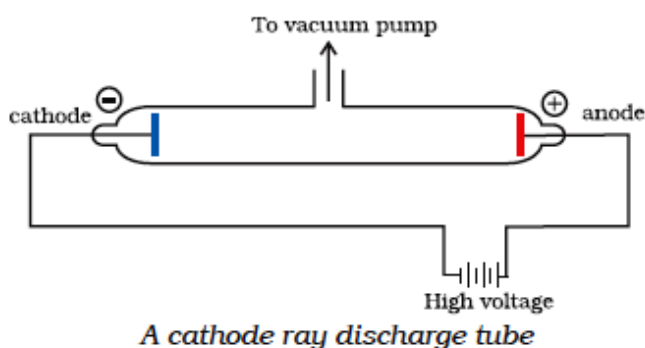 To vacuum pump
cathode
anode
High voltage
A cathode ray discharge tube